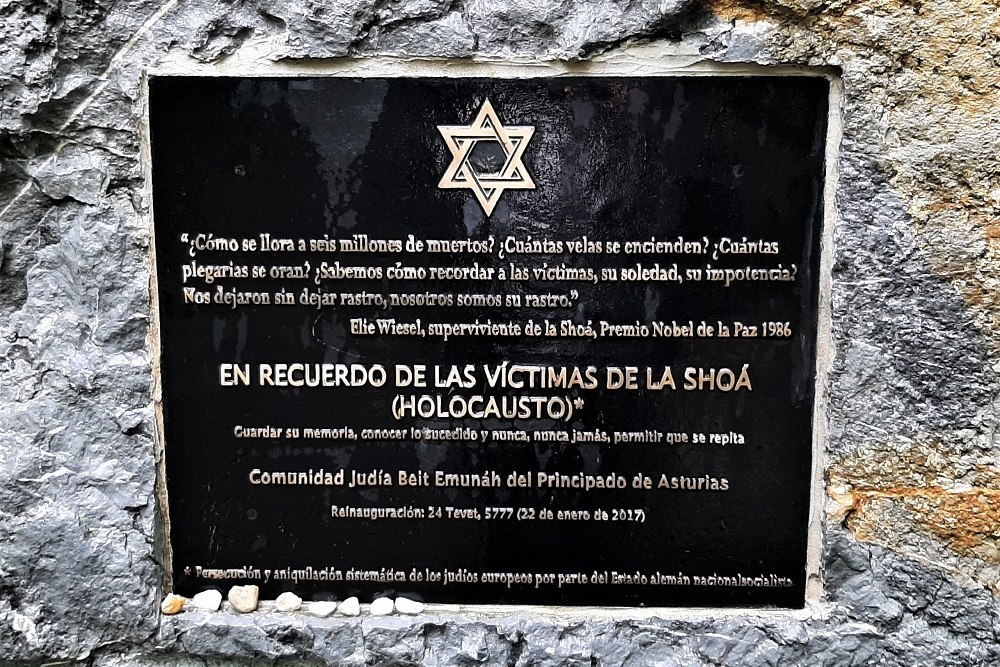 “¿Cómo se llora a seis millones de muertos? ¿Cuántas velas se encienden? ¿Cuántas
plegarias se oran? ¿Sabemos cómo recordar a las víctimas, su soledad, su impotencia?
Nos dejaron sin dejar rastro, nosotros somos su rastro.”
Elie Wiesel, superviviente de la Shoá, Premio Nobel de la Paz 1986
EN RECUERDO DE LAS VÍCTIMAS DE LA SHOÁ
(HOLOCAUSTO)*
Guardar su memoria, conocer lo sucedido y nunca, nunca jamás, permitir que se repita
Comunidad Judía Beit Emunáh del Principado de Asturias
Reinauguración: 24 Tevet, 5777 (22 de enero de 2017)
* Persecución y aniquilación sistemática de los judíos europeos por parte del Estado alemán nacionalsocialista.